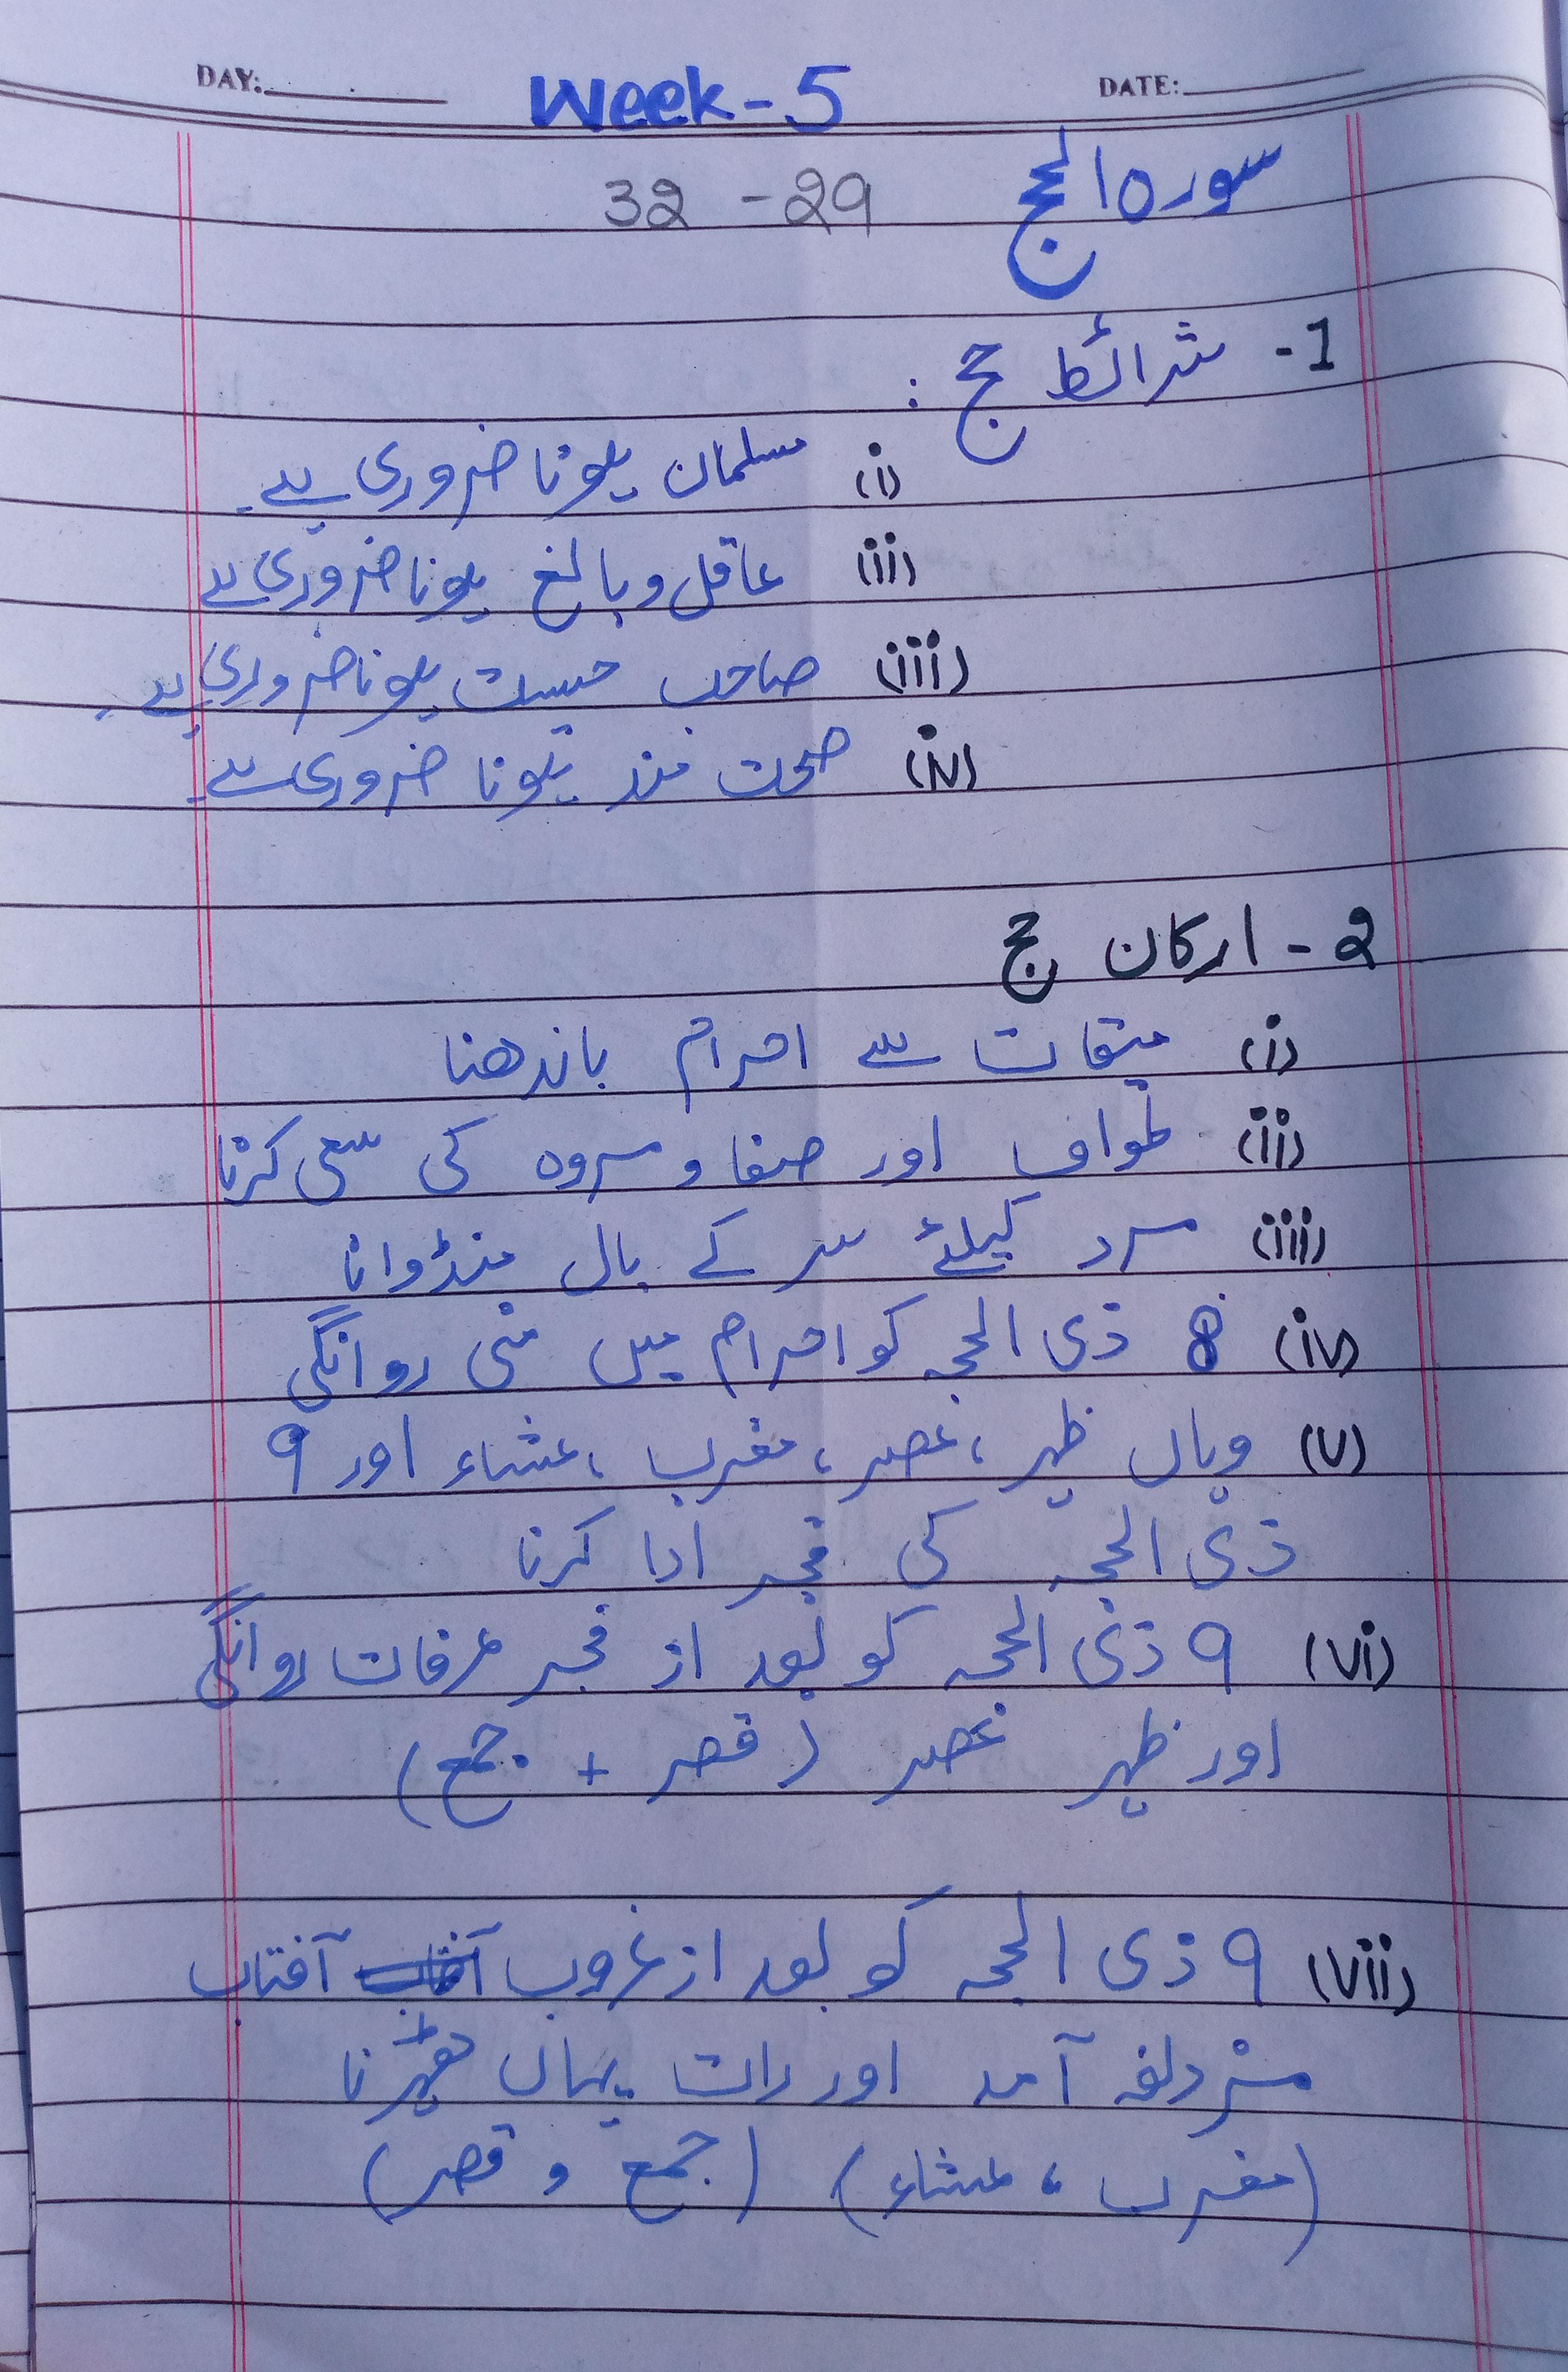 DAY: Week-5 DATE:
سورہ الحج 29 - 32
1- شرائط حج :
(i) مسلمان ہونا ضروری ہے۔
(ii) عاقل و بالغ ہونا ضروری ہے
(iii) صاحب حیثیت ہونا ضروری ہے۔
(iv) صحت مند ہونا ضروری ہے۔
2- ارکان حج
(i) میقات سے احرام باندھنا
(ii) طواف اور صفا و مروہ کی سعی کرنا
(iii) مرد کیلئے سر کے بال منڈوانا
(iv) 8 ذی الحجہ کو احرام میں منی روانگی
(v) وہاں ظہر ، عصر ، مغرب ، عشاء اور 9
ذی الحجہ کی فجر ادا کرنا
(vi) 9 ذی الحجہ کو بعد از فجر عرفات روانگی
اور ظہر عصر (قصر + جمع)
(vii) 9 ذی الحجہ کو بعد از غروب آفتاب
مزدلفہ آمد اور رات یہاں ٹھہرنا
(مغرب ، عشاء) (جمع و قصر)